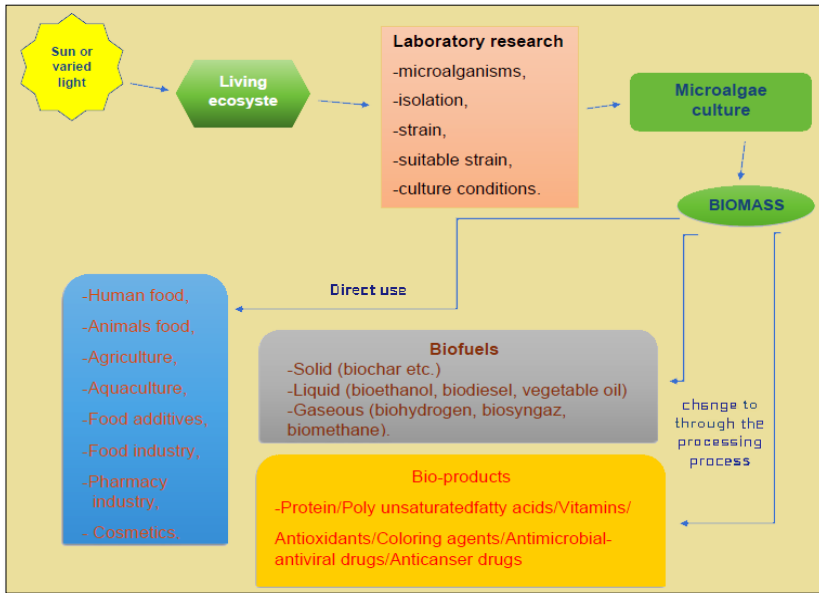 Sun or
varied
light
Living
ecosyste
Laboratory research
-microalganisms,
-isolation,
-strain,
-suitable strain,
-culture conditions.
Microalgae
culture
BIOMASS
Direct use
-Human food,
-Animals food,
-Agriculture,
-Aquaculture,
-Food additives,
-Food industry,
-Pharmacy
industry,
- Cosmetics.
Biofuels
-Solid (biochar etc.)
-Liquid (bioethanol, biodiesel, vegetable oil)
-Gaseous (biohydrogen, biosyngaz,
biomethane).
change to
through the
processing
process
Bio-products
-Protein/Poly unsaturatedfatty acids/Vitamins/
Antioxidants/Coloring agents/Antimicrobial-
antiviral drugs/Anticanser drugs